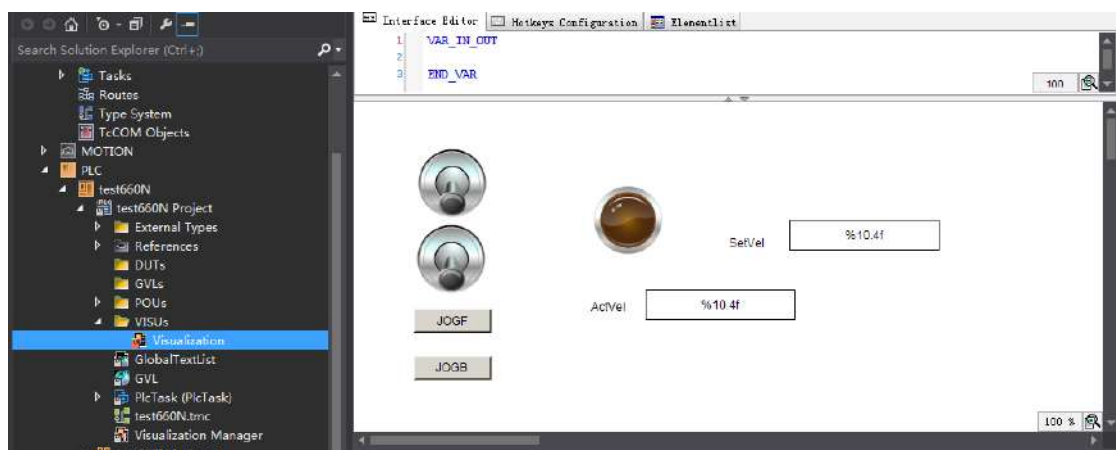 Search Solution Explorer (Ctrl+;)
Tasks
Routes
Type System
TcCOM Objects
MOTION
PLC
test660N
test660N Project
External Types
References
DUTs
GVLs
POUs
VISUs
Visualization
GlobalTextList
GVL
PlcTask (PlcTask)
test660N.tmc
Visualization Manager
Interface Editor Hotkeys Configuration Elementlist
1 VAR_IN_OUT
2
3 END_VAR
100
SetVel %10.4f
ActVel %10.4f
JOGF
JOGB
100 %